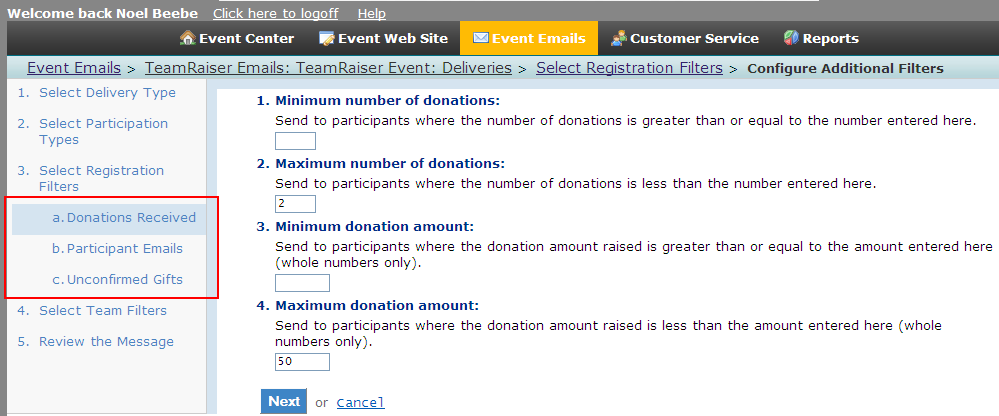 Welcome back Noel Beebe Click here to logoff Help
Event Center Event Web Site Event Emails Customer Service Reports
Event Emails > TeamRaiser Emails: TeamRaiser Event: Deliveries > Select Registration Filters > Configure Additional Filters
1. Select Delivery Type
2. Select Participation
Types
3. Select Registration
Filters
a. Donations Received
b. Participant Emails
c. Unconfirmed Gifts
4. Select Team Filters
5. Review the Message
1. Minimum number of donations:
Send to participants where the number of donations is greater than or equal to the number entered here.
2. Maximum number of donations:
Send to participants where the number of donations is less than the number entered here.
2
3. Minimum donation amount:
Send to participants where the donation amount raised is greater than or equal to the amount entered here
(whole numbers only).
4. Maximum donation amount:
Send to participants where the donation amount raised is less than the amount entered here (whole
numbers only).
50
Next or Cancel